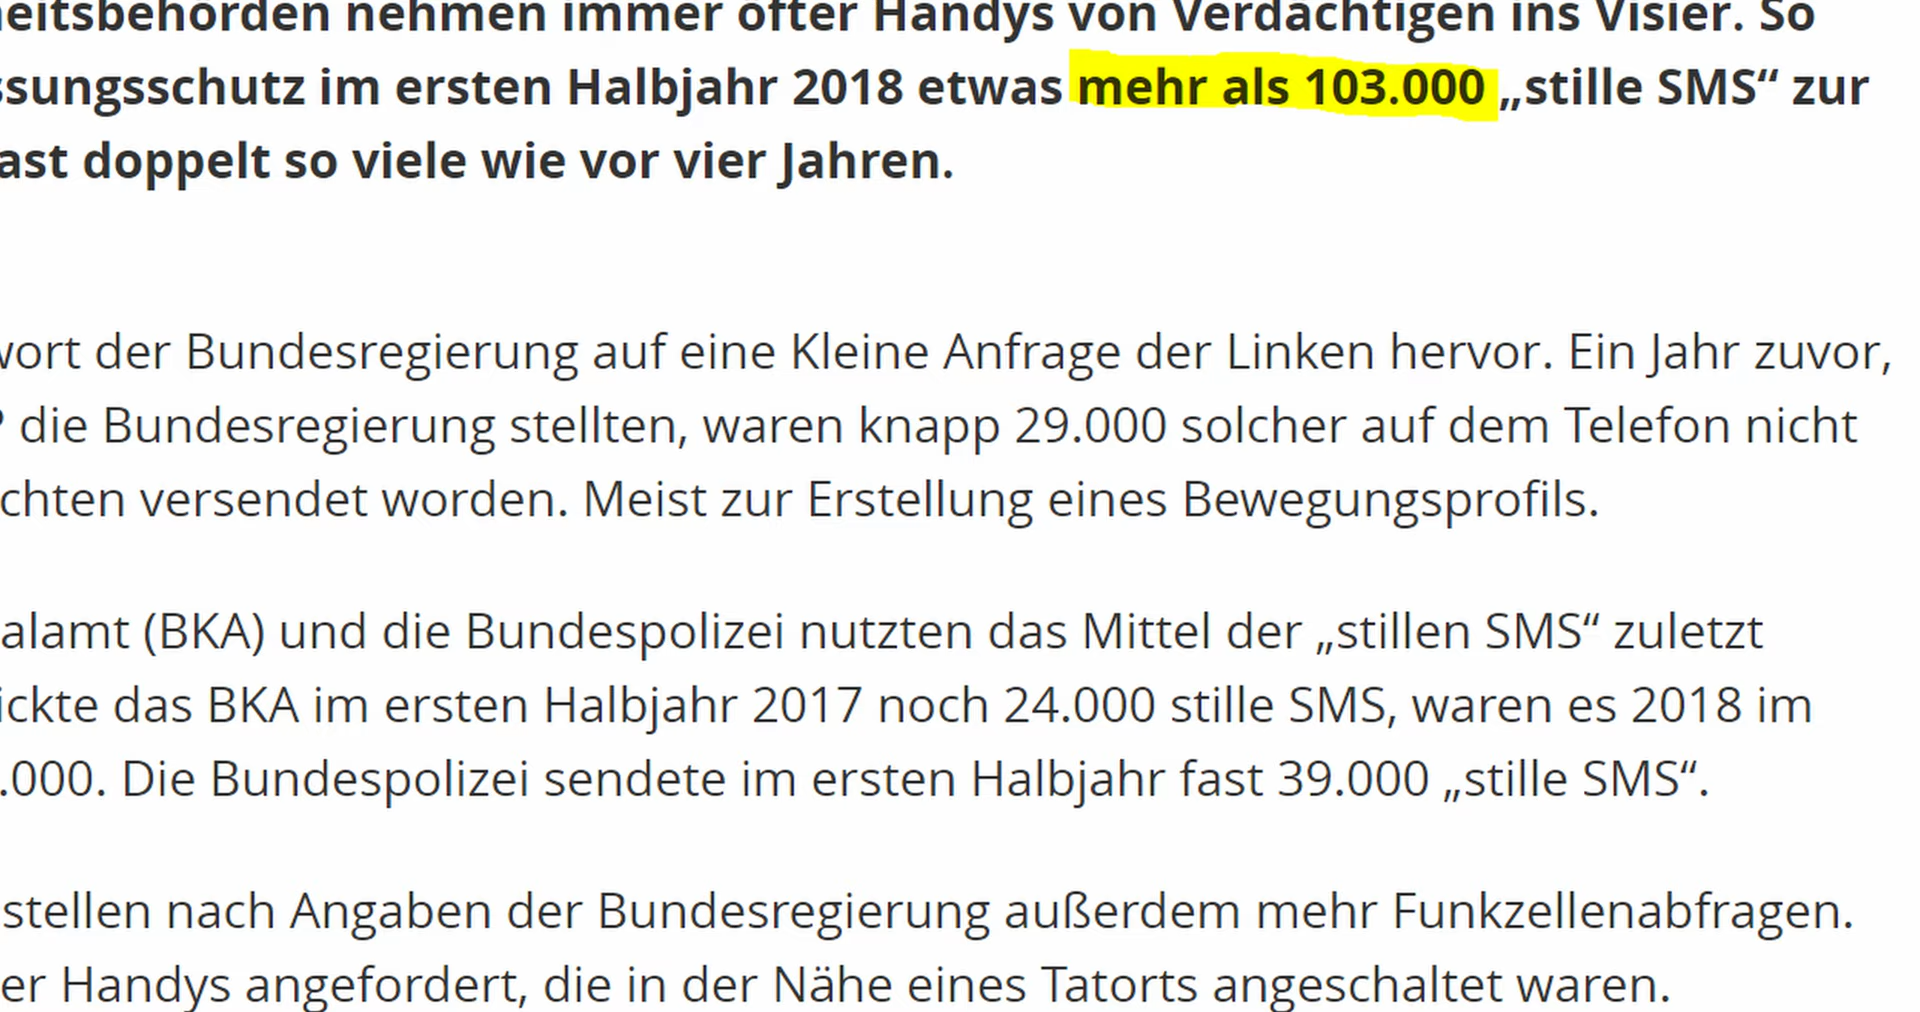 heitsbehörden nehmen immer öfter Handys von Verdächtigen ins Visier. So
ssungsschutz im ersten Halbjahr 2018 etwas mehr als 103.000 „stille SMS“ zur
ast doppelt so viele wie vor vier Jahren.
wort der Bundesregierung auf eine Kleine Anfrage der Linken hervor. Ein Jahr zuvor,
die Bundesregierung stellten, waren knapp 29.000 solcher auf dem Telefon nicht
chten versendet worden. Meist zur Erstellung eines Bewegungsprofils.
alamt (BKA) und die Bundespolizei nutzten das Mittel der „stillen SMS“ zuletzt
ickte das BKA im ersten Halbjahr 2017 noch 24.000 stille SMS, waren es 2018 im
.000. Die Bundespolizei sendete im ersten Halbjahr fast 39.000 „stille SMS“.
stellen nach Angaben der Bundesregierung außerdem mehr Funkzellenabfragen.
er Handys angefordert, die in der Nähe eines Tatorts angeschaltet waren.